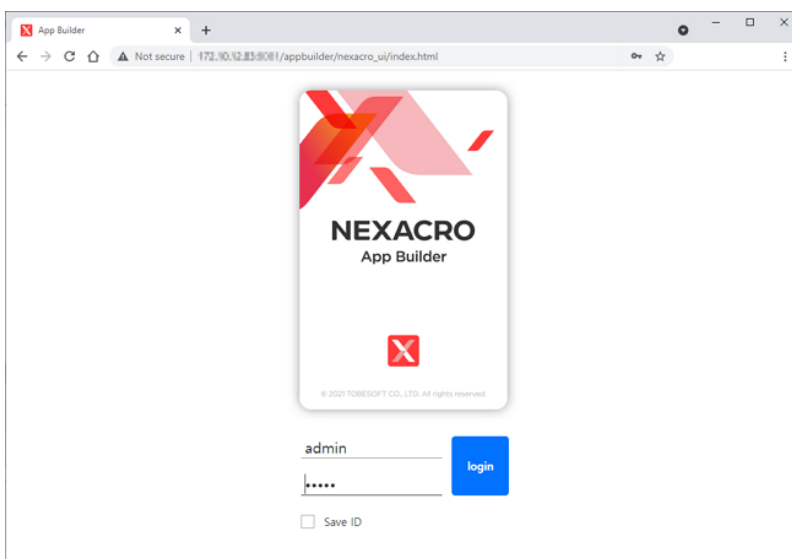 App Builder
Not secure
/appbuilder/nexacro_ui/index.html
NEXACRO
App Builder
© 2021 TOBESOFT CO., LTD. All rights reserved.
admin
•••••
login
Save ID